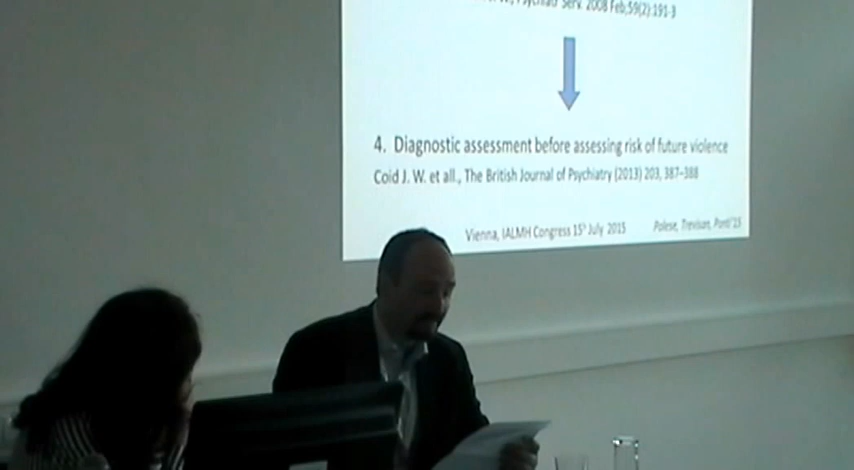 Serv. 2008 Feb;59(2):191-3
4. Diagnostic assessment before assessing risk of future violence
Coid J. W. et all., The British Journal of Psychiatry (2013) 203, 387–388
Vienna, IALMH Congress 15th July 2015
Polese, Trevisan, Ponti'15